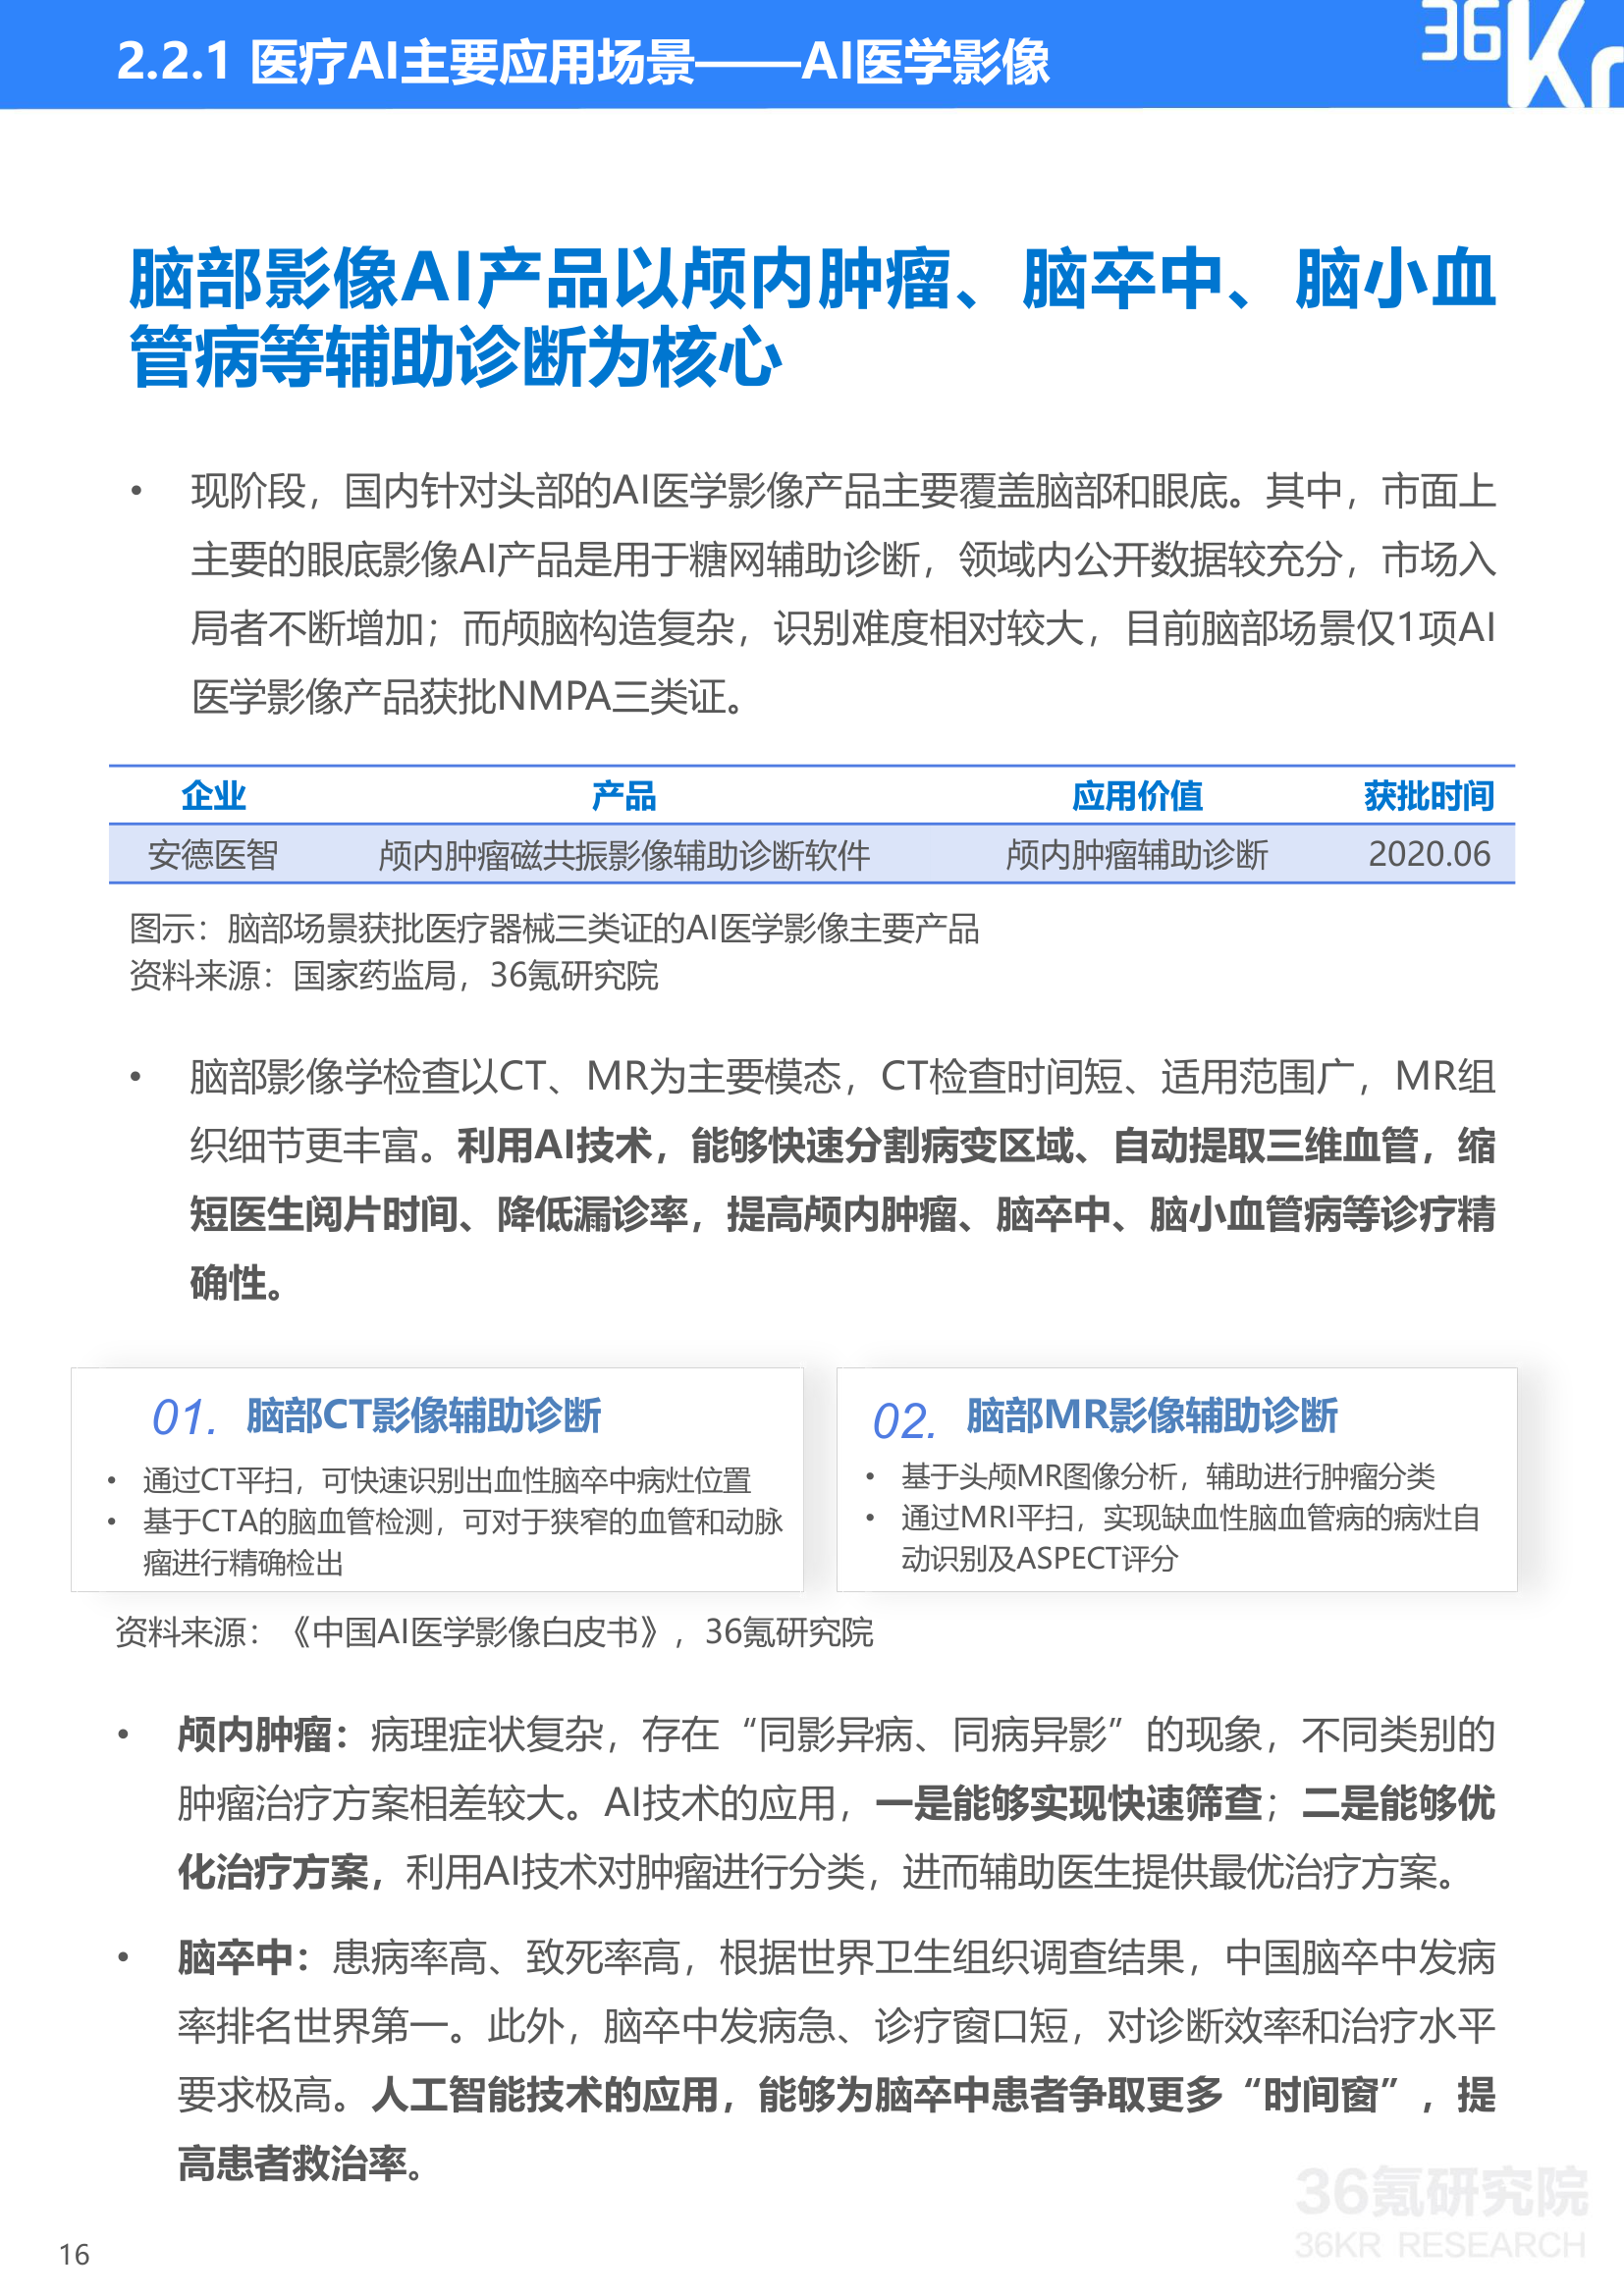 2.2.1 医疗AI主要应用场景——AI医学影像
36Kr
脑部影像AI产品以颅内肿瘤、脑卒中、脑小血
管病等辅助诊断为核心
• 现阶段，国内针对头部的AI医学影像产品主要覆盖脑部和眼底。其中，市面上
主要的眼底影像AI产品是用于糖网辅助诊断，领域内公开数据较充分，市场入
局者不断增加；而颅脑构造复杂，识别难度相对较大，目前脑部场景仅1项AI
医学影像产品获批NMPA三类证。
企业 产品 应用价值 获批时间
安德医智 颅内肿瘤磁共振影像辅助诊断软件 颅内肿瘤辅助诊断 2020.06
图示：脑部场景获批医疗器械三类证的AI医学影像主要产品
资料来源：国家药监局，36氪研究院
• 脑部影像学检查以CT、MR为主要模态，CT检查时间短、适用范围广，MR组
织细节更丰富。利用AI技术，能够快速分割病变区域、自动提取三维血管，缩
短医生阅片时间、降低漏诊率，提高颅内肿瘤、脑卒中、脑小血管病等诊疗精
确性。
01. 脑部CT影像辅助诊断
• 通过CT平扫，可快速识别出血性脑卒中病灶位置
• 基于CTA的脑血管检测，可对于狭窄的血管和动脉
瘤进行精确检出
02. 脑部MR影像辅助诊断
• 基于头颅MR图像分析，辅助进行肿瘤分类
• 通过MRI平扫，实现缺血性脑血管病的病灶自
动识别及ASPECT评分
资料来源：《中国AI医学影像白皮书》，36氪研究院
• 颅内肿瘤：病理症状复杂，存在“同影异病、同病异影”的现象，不同类别的
肿瘤治疗方案相差较大。AI技术的应用，一是能够实现快速筛查；二是能够优
化治疗方案，利用AI技术对肿瘤进行分类，进而辅助医生提供最优治疗方案。
• 脑卒中：患病率高、致死率高，根据世界卫生组织调查结果，中国脑卒中发病
率排名世界第一。此外，脑卒中发病急、诊疗窗口短，对诊断效率和治疗水平
要求极高。人工智能技术的应用，能够为脑卒中患者争取更多“时间窗”，提
高患者救治率。
36氪研究院
36KR RESEARCH
16